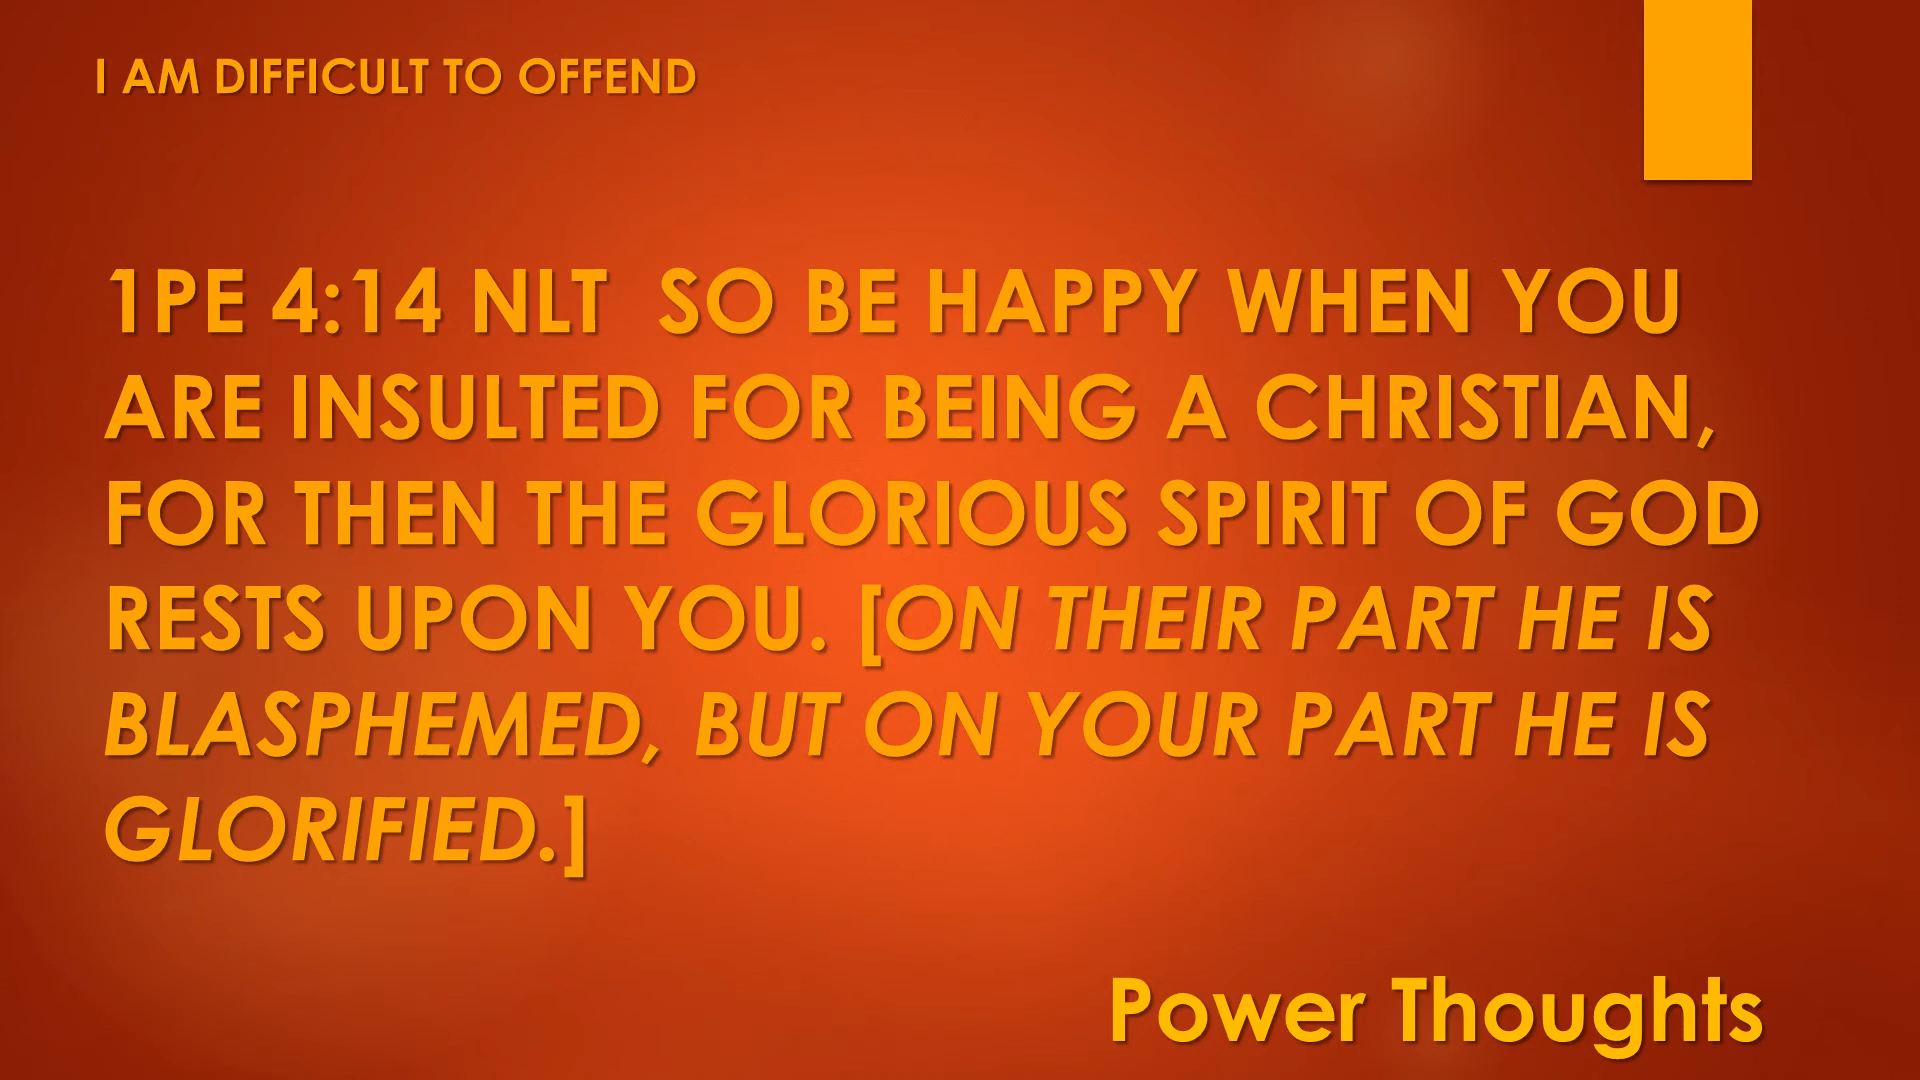 I AM DIFFICULT TO OFFEND
1PE 4:14 NLT  SO BE HAPPY WHEN YOU
ARE INSULTED FOR BEING A CHRISTIAN,
FOR THEN THE GLORIOUS SPIRIT OF GOD
RESTS UPON YOU. [ON THEIR PART HE IS
BLASPHEMED, BUT ON YOUR PART HE IS
GLORIFIED.]
Power Thoughts